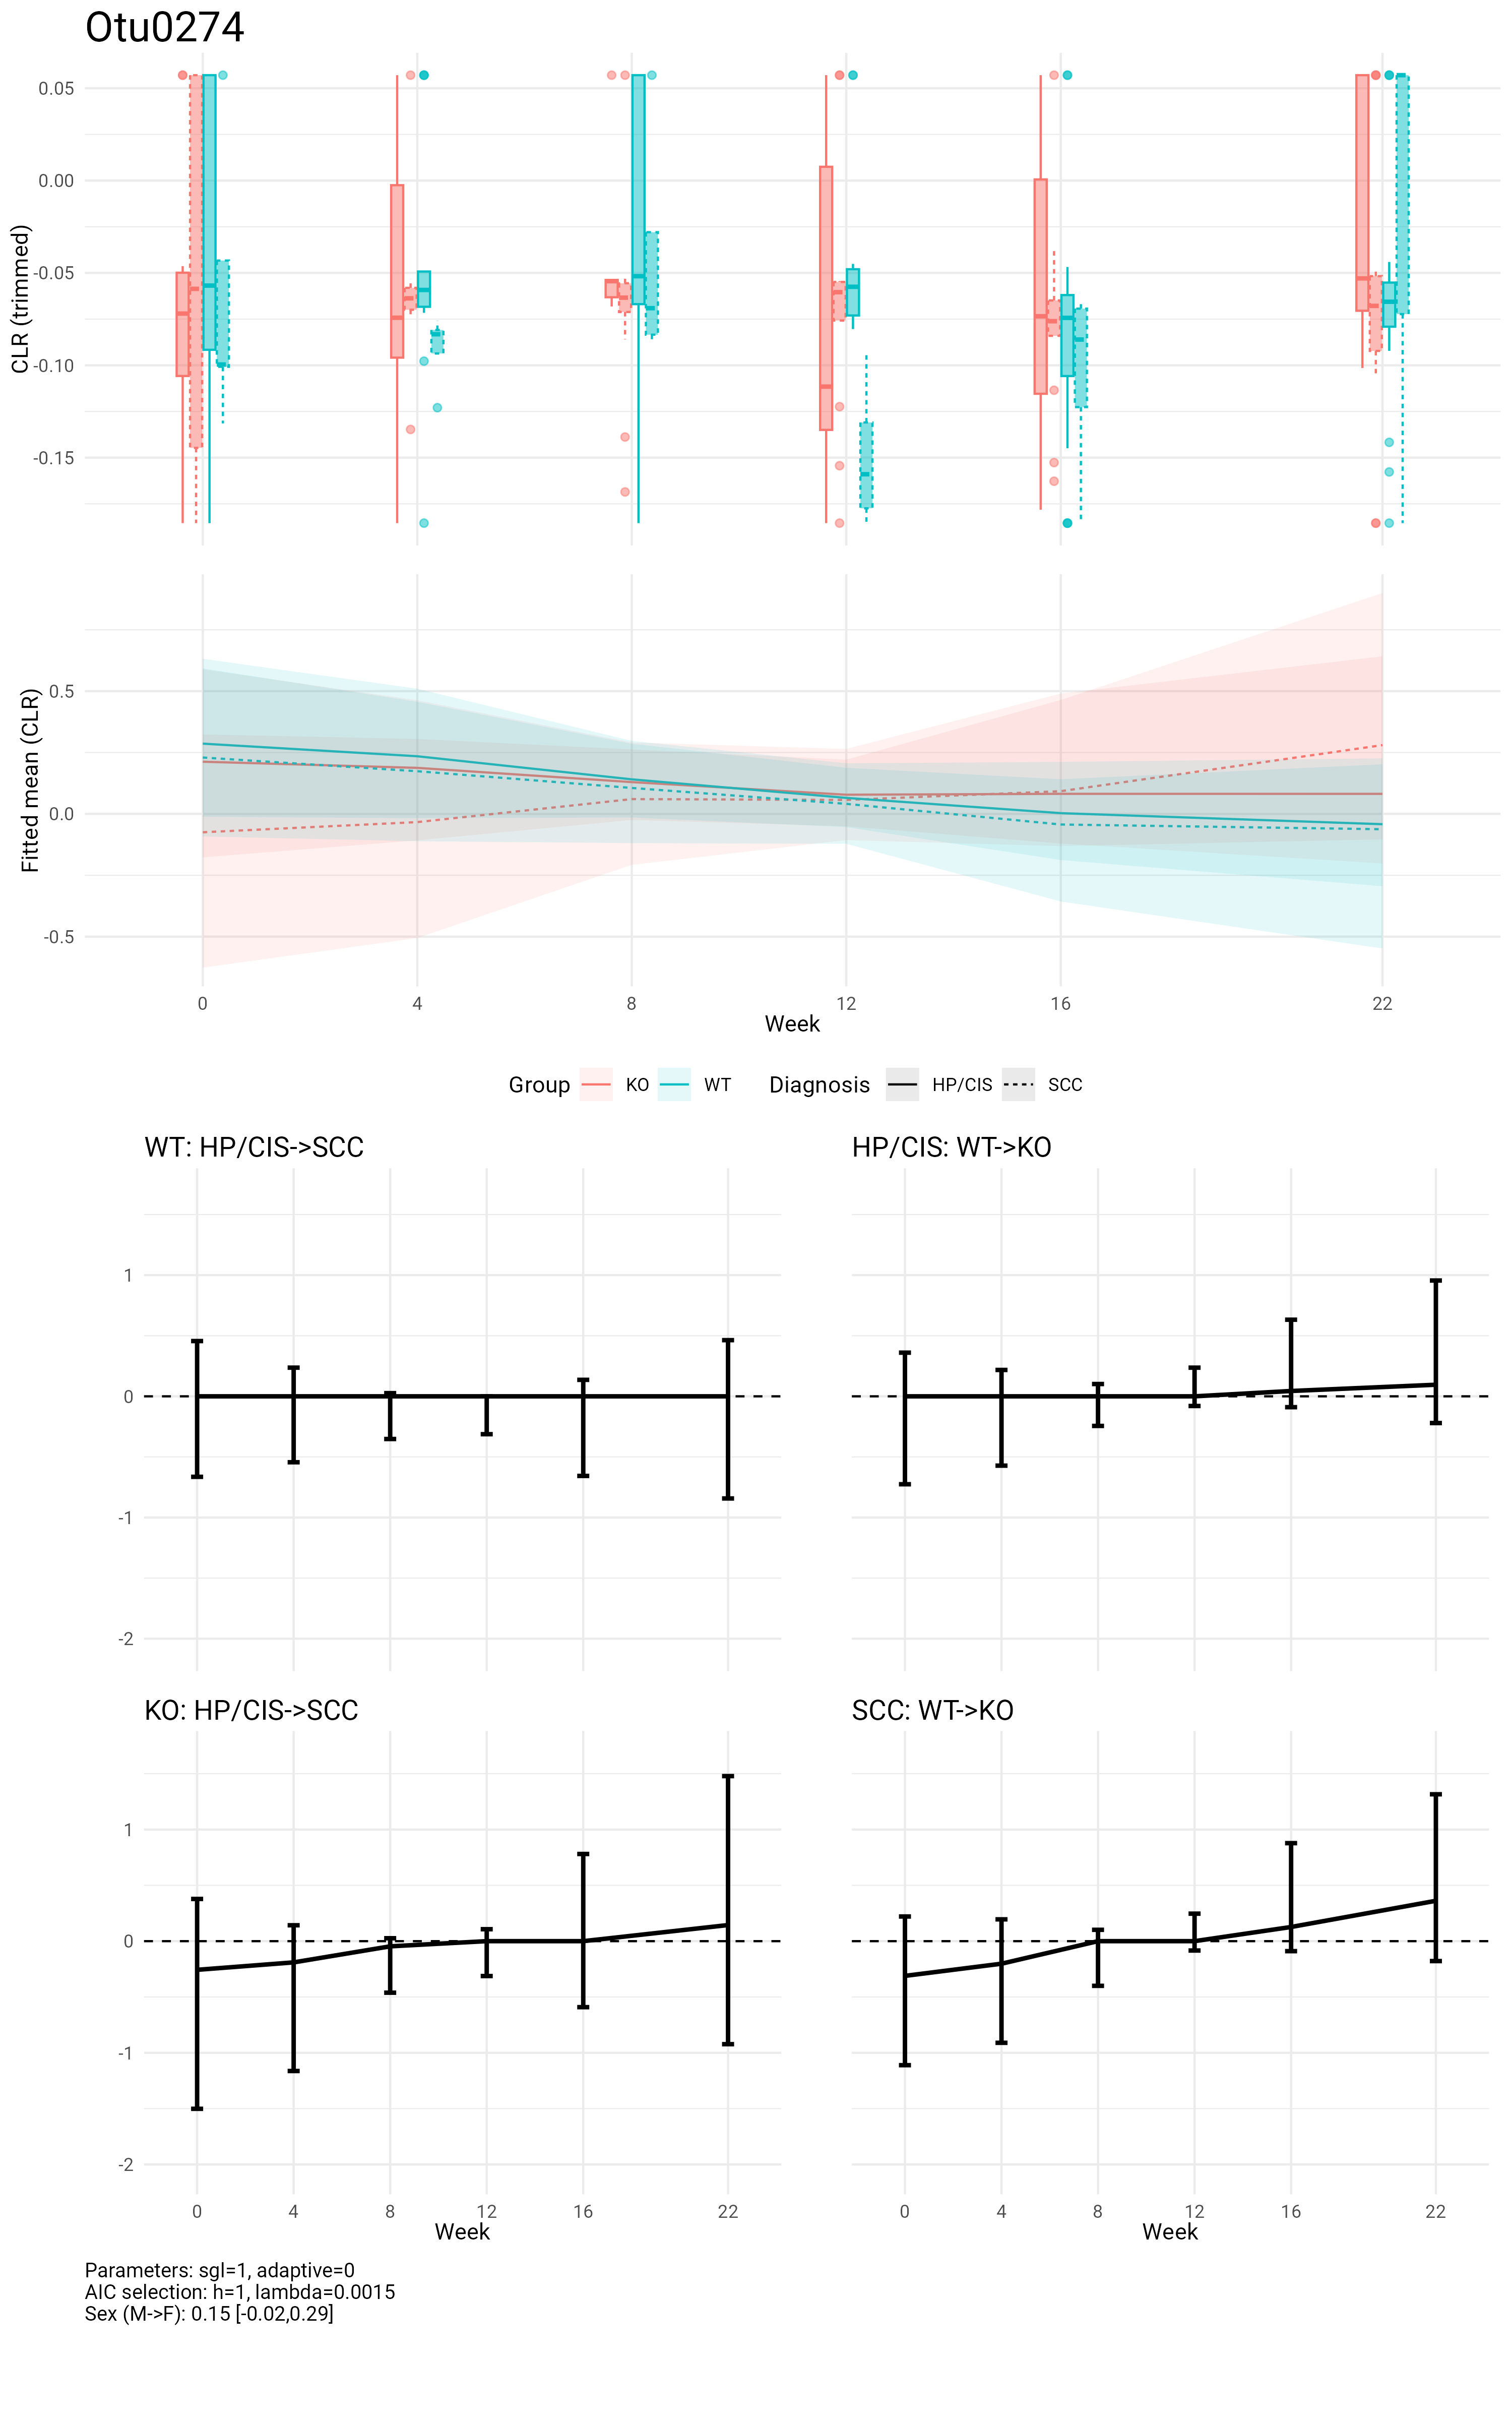 Otu0274
CLR (trimmed)
0.05
0.00
-0.05
-0.10
-0.15
Fitted mean (CLR)
0.5
0.0
-0.5
0 4 8 12 16 22
Week
Group KO WT Diagnosis HP/CIS SCC
WT: HP/CIS->SCC HP/CIS: WT->KO
1
0
-1
-2
KO: HP/CIS->SCC SCC: WT->KO
1
0
-1
-2
0 4 8 12 16 22 0 4 8 12 16 22
Week Week
Parameters: sgl=1, adaptive=0
AIC selection: h=1, lambda=0.0015
Sex (M->F): 0.15 [-0.02,0.29]